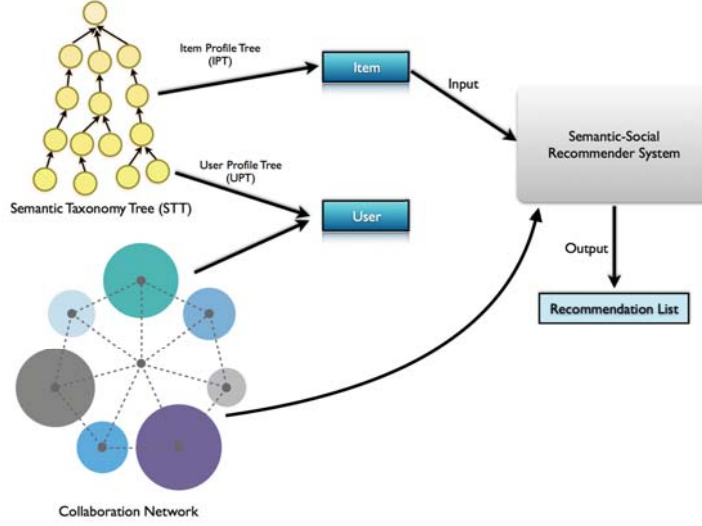 Item Profile Tree
(IPT)
Item
Input
Semantic-Social
Recommender System
User Profile Tree
(UPT)
Semantic Taxonomy Tree (STT)
User
Output
Recommendation List
Collaboration Network